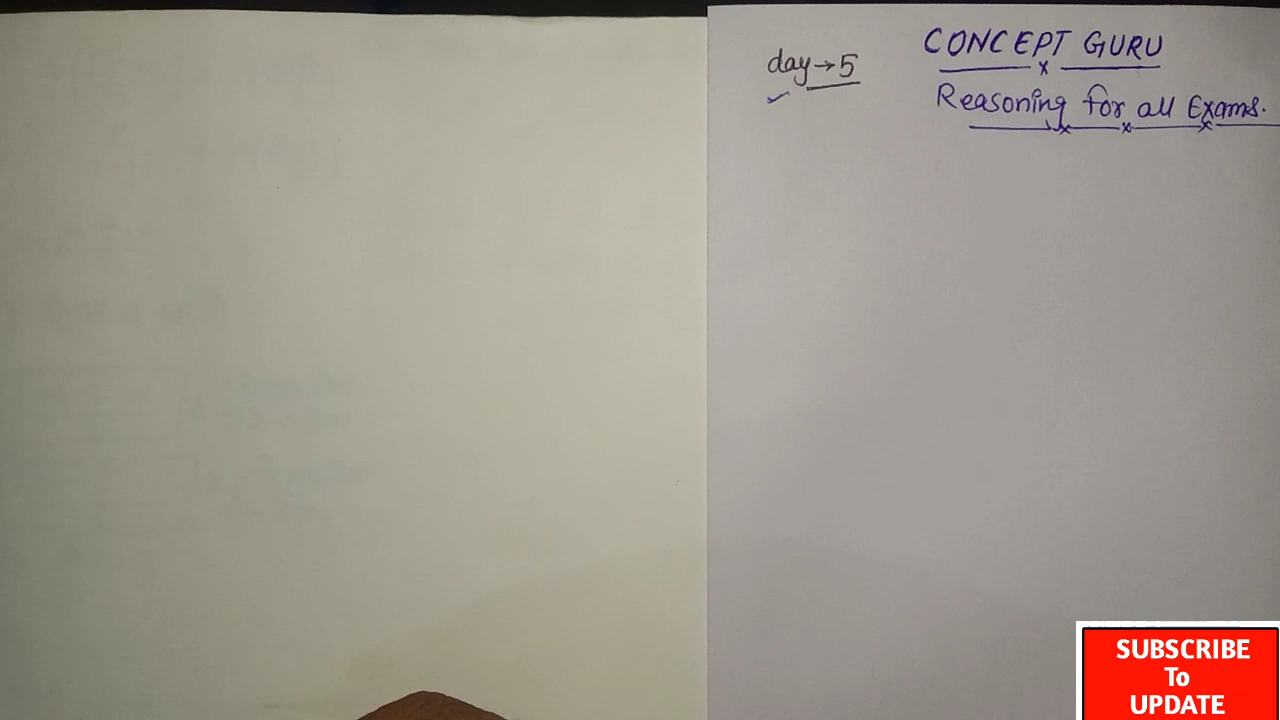 day→5
CONCEPT GURU
Reasoning for all Exams.
SUBSCRIBE
To
UPDATE